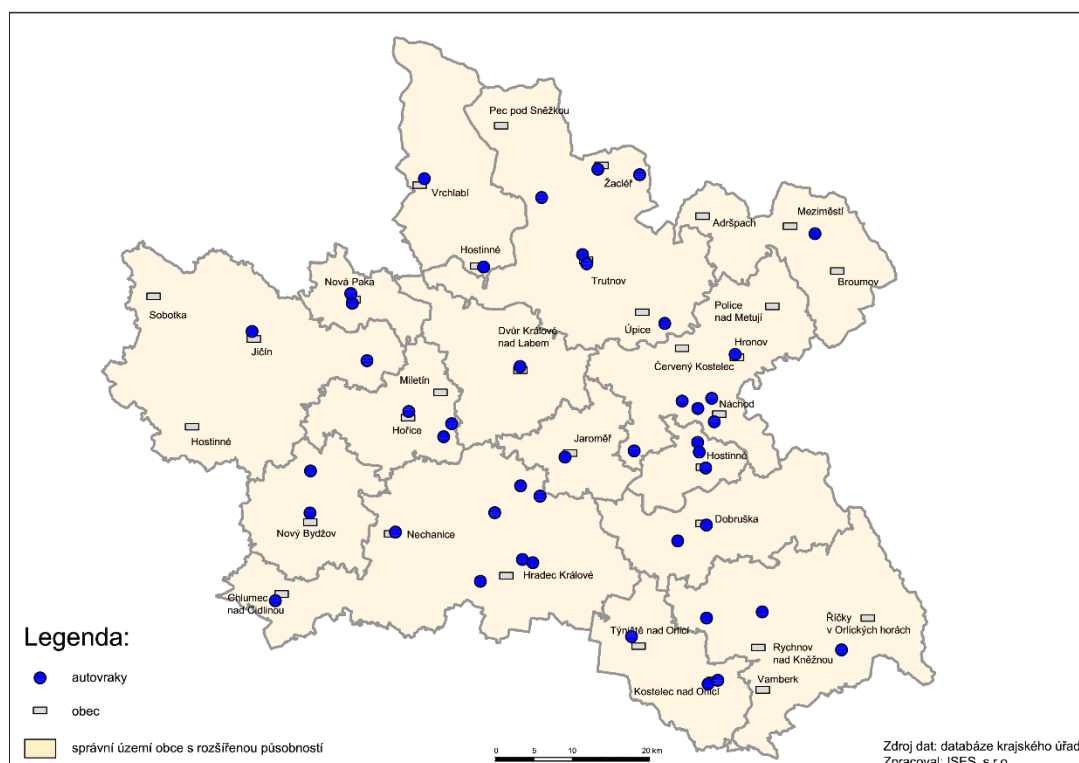 Pec pod Sněžkou
Žacléř
Vrchlabí
Adršpach
Meziměstí
Hostinné
Trutnov
Broumov
Nová Paka
Sobotka
Police
nad Metují
Úpice
Dvůr Králové
nad Labem
Hronov
Jičín
Červený Kostelec
Miletín
Náchod
Hořice
Hostinné
Jaroměř
Hostinné
Dobruška
Nový Bydžov
Nechanice
Hradec Králové
Chlumec
nad Cidlinou
Říčky
v Orlických horách
Týniště nad Orlicí
Rychnov
nad Kněžnou
Kostelec nad Orlicí
Vamberk
Legenda:
autovraky
obec
správní území obce s rozšířenou působností
0 5 10 20 km
Zdroj dat: databáze krajského úřad
Zpracoval: ISES, s.r.o.